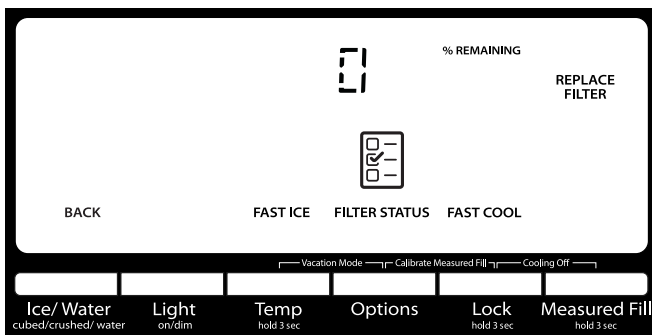 0
% REMAINING
REPLACE
FILTER
BACK
FAST ICE
FILTER STATUS
FAST COOL
Vacation Mode
Calibrate Measured Fill
Cooling Off
Ice/ Water
cubed/crushed/ water
Light
on/dim
Temp
hold 3 sec
Options
Lock
hold 3 sec
Measured Fill
hold 3 sec